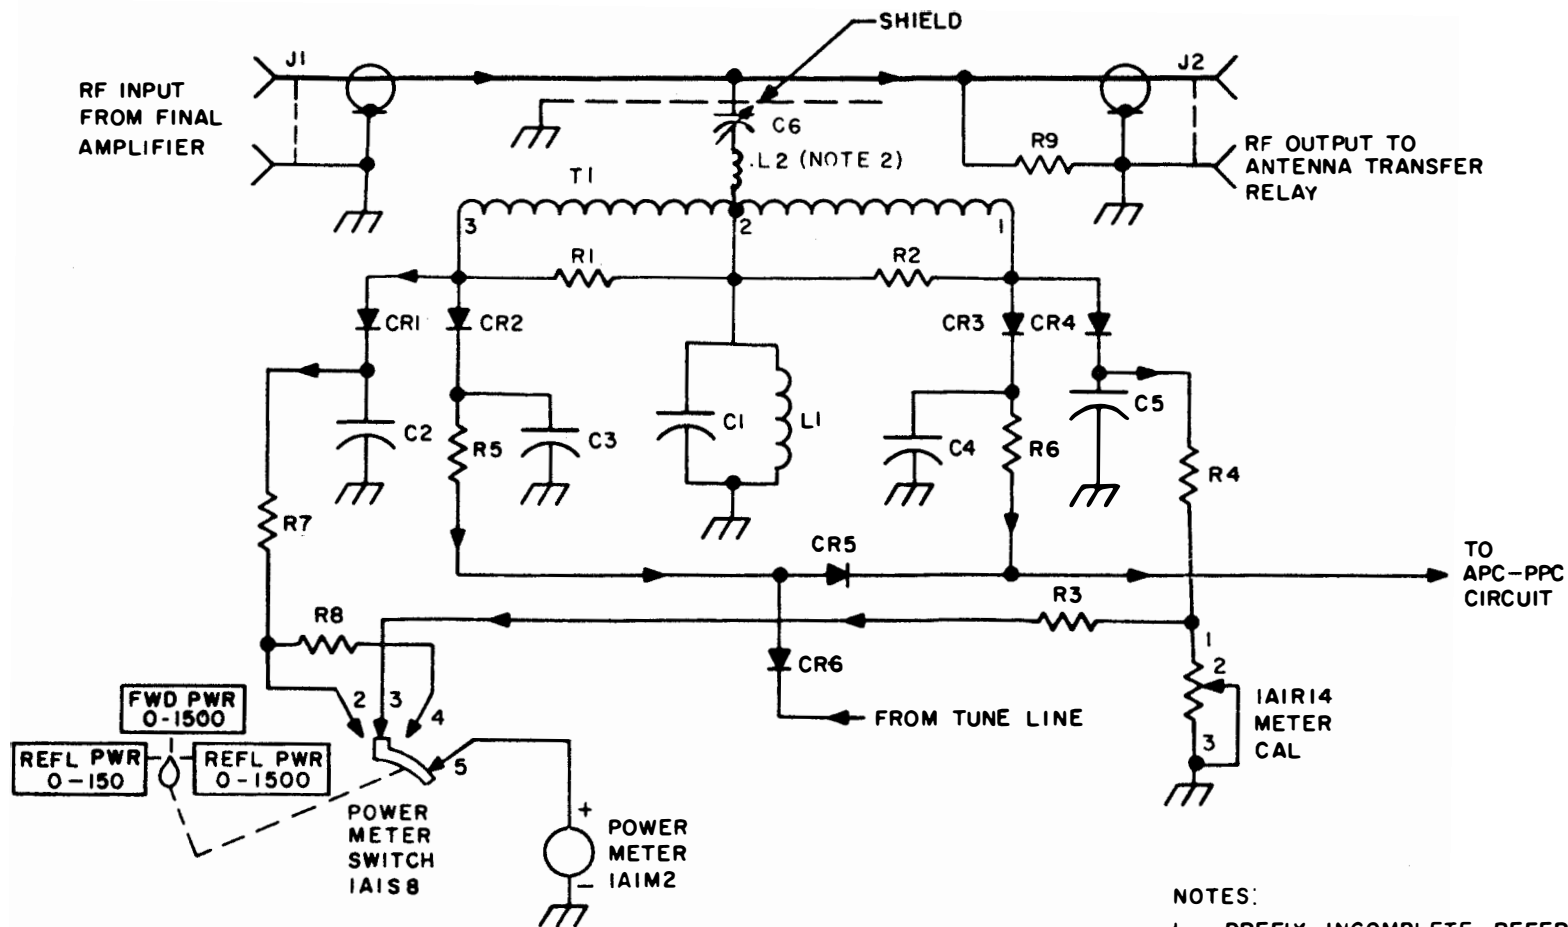 SHIELD
J1
J2
RF INPUT
FROM FINAL
AMPLIFIER
C6
.L2 (NOTE 2)
R9
RF OUTPUT TO
ANTENNA TRANSFER
RELAY
T1
3
2
1
R1
R2
CR1
CR2
CR3
CR4
C2
R5
C3
C1
L1
C4
R6
C5
R4
R7
CR5
TO
APC-PPC
CIRCUIT
R8
R3
CR6
FROM TUNE LINE
1
2
3
1A1R14
METER
CAL
2
3
4
5
FWD PWR
0-1500
REFL PWR
0-150
REFL PWR
0-1500
POWER
METER
SWITCH
1A1S8
+
POWER
METER
1A1M2
-
NOTES: